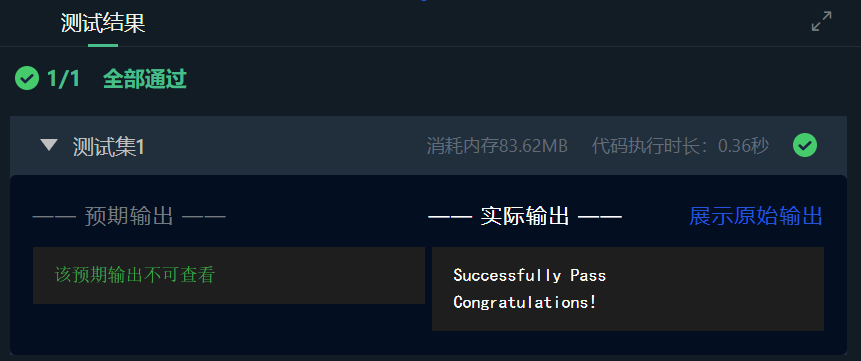 测试结果
1/1 全部通过
测试集1 消耗内存83.62MB 代码执行时长：0.36秒
—— 预期输出 —— —— 实际输出 —— 展示原始输出
该预期输出不可查看
Successfully Pass
Congratulations!